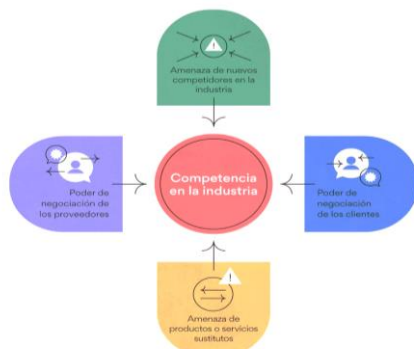 Amenaza de nuevos
competidores en la
industria
Poder de
negociación de
los proveedores
Competencia
en la industria
Poder de
negociación
de los clientes
Amenaza de
productos o servicios
sustitutos